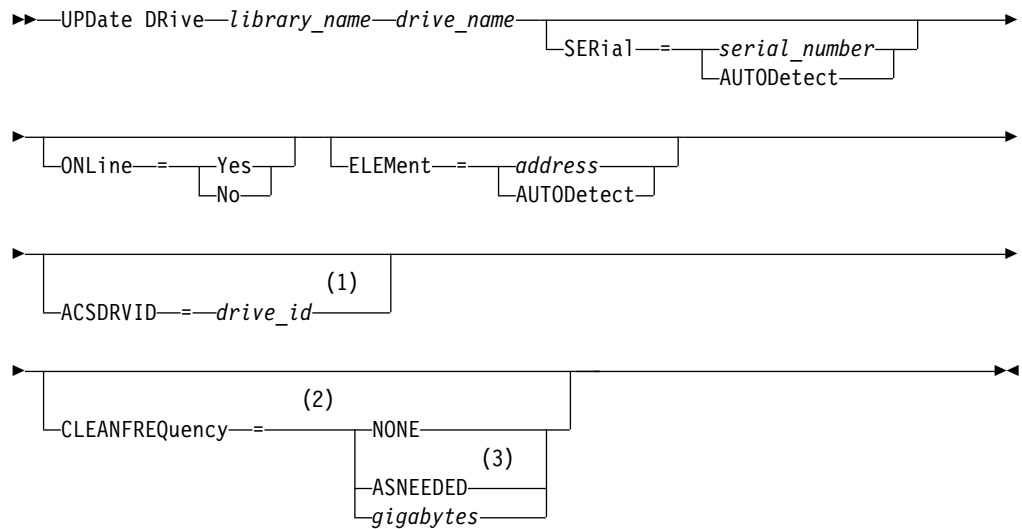 UPDate DRive library_name drive_name
SERial = serial_number
AUTODetect
ONLine = Yes
No
ELEMent = address
AUTODetect
(1)
ACSDRVID = drive_id
(2)
CLEANFREQuency = NONE
(3)
ASNEEDED
gigabytes